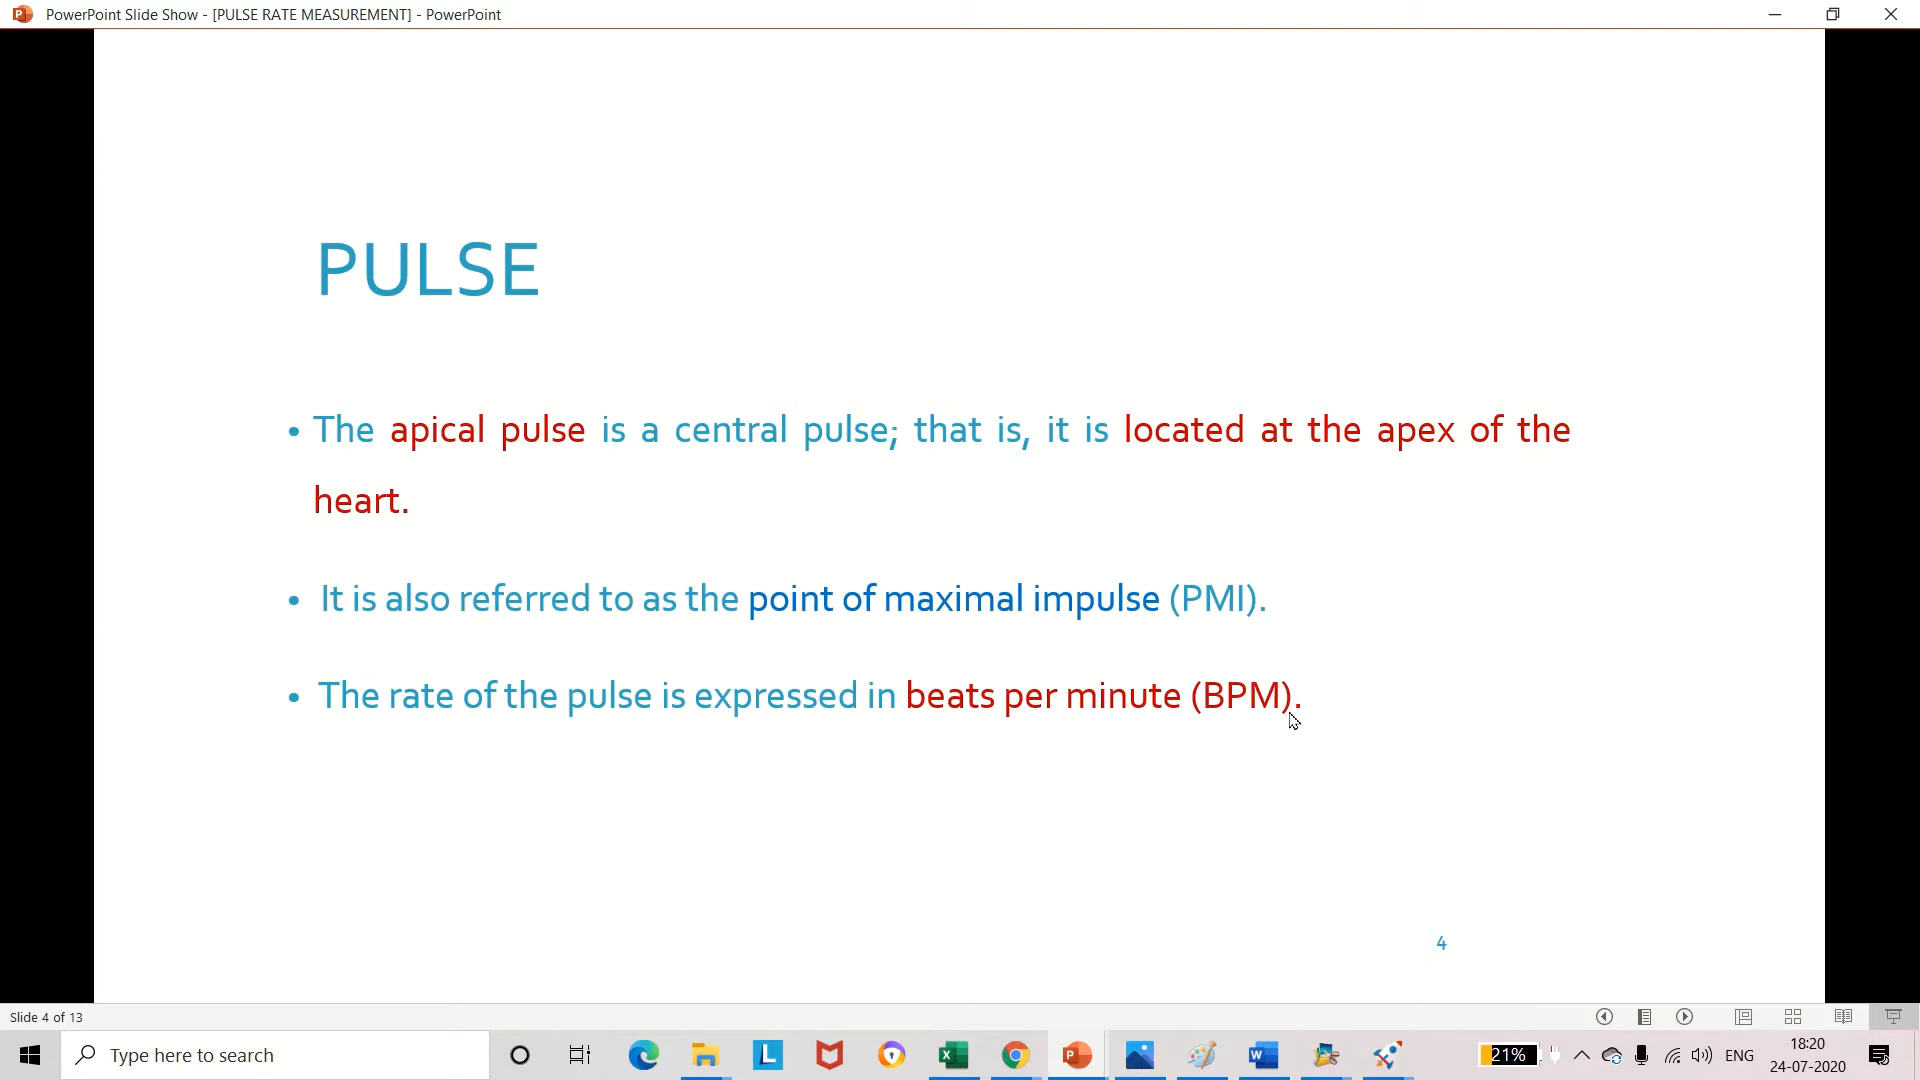 PowerPoint Slide Show - [PULSE RATE MEASUREMENT] - PowerPoint
PULSE
• The apical pulse is a central pulse; that is, it is located at the apex of the
heart.
• It is also referred to as the point of maximal impulse (PMI).
• The rate of the pulse is expressed in beats per minute (BPM).
4
Slide 4 of 13
Type here to search
21%
ENG
18:20
24-07-2020